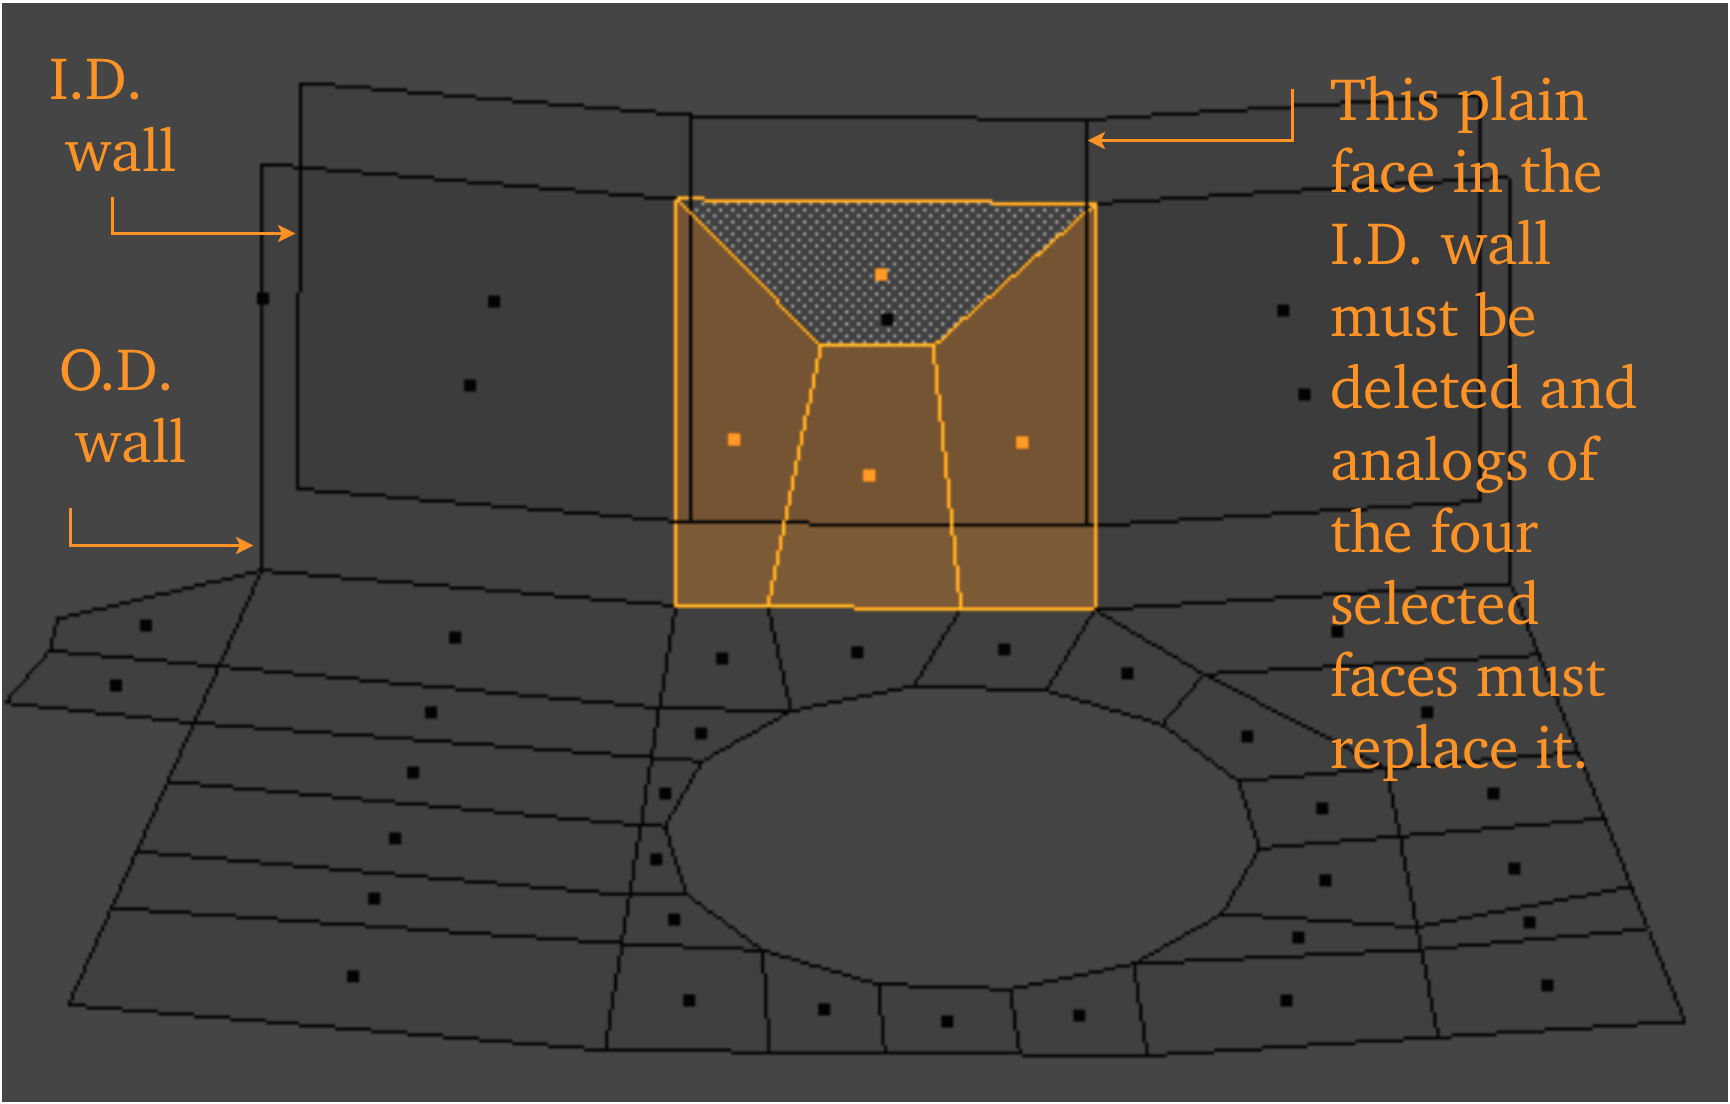 I.D.
wall
O.D.
wall
This plain
face in the
I.D. wall
must be
deleted and
analogs of
the four
selected
faces must
replace it.